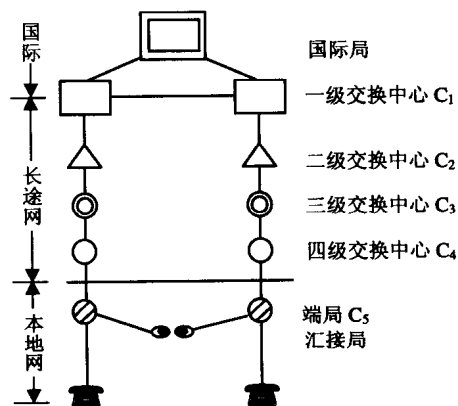 国际
长途网
本地网
国际局
一级交换中心 C₁
二级交换中心 C₂
三级交换中心 C₃
四级交换中心 C₄
端局 C₅
汇接局